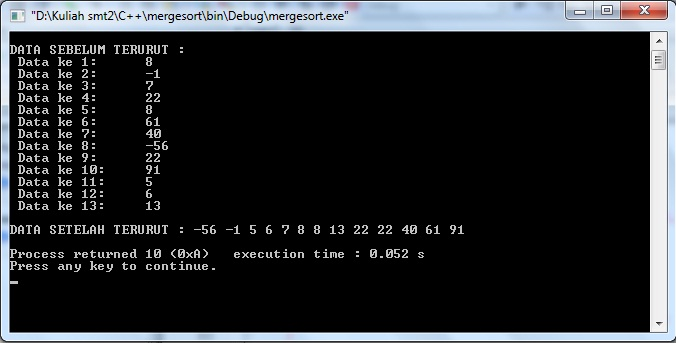 "D:\Kuliah smt2\C++\mergesort\bin\Debug\mergesort.exe"
DATA SEBELUM TERURUT :
Data ke 1: 8
Data ke 2: -1
Data ke 3: 7
Data ke 4: 22
Data ke 5: 8
Data ke 6: 61
Data ke 7: 40
Data ke 8: -56
Data ke 9: 22
Data ke 10: 91
Data ke 11: 5
Data ke 12: 6
Data ke 13: 13
DATA SETELAH TERURUT : -56 -1 5 6 7 8 8 13 22 22 40 61 91
Process returned 10 (0xA) execution time : 0.052 s
Press any key to continue.